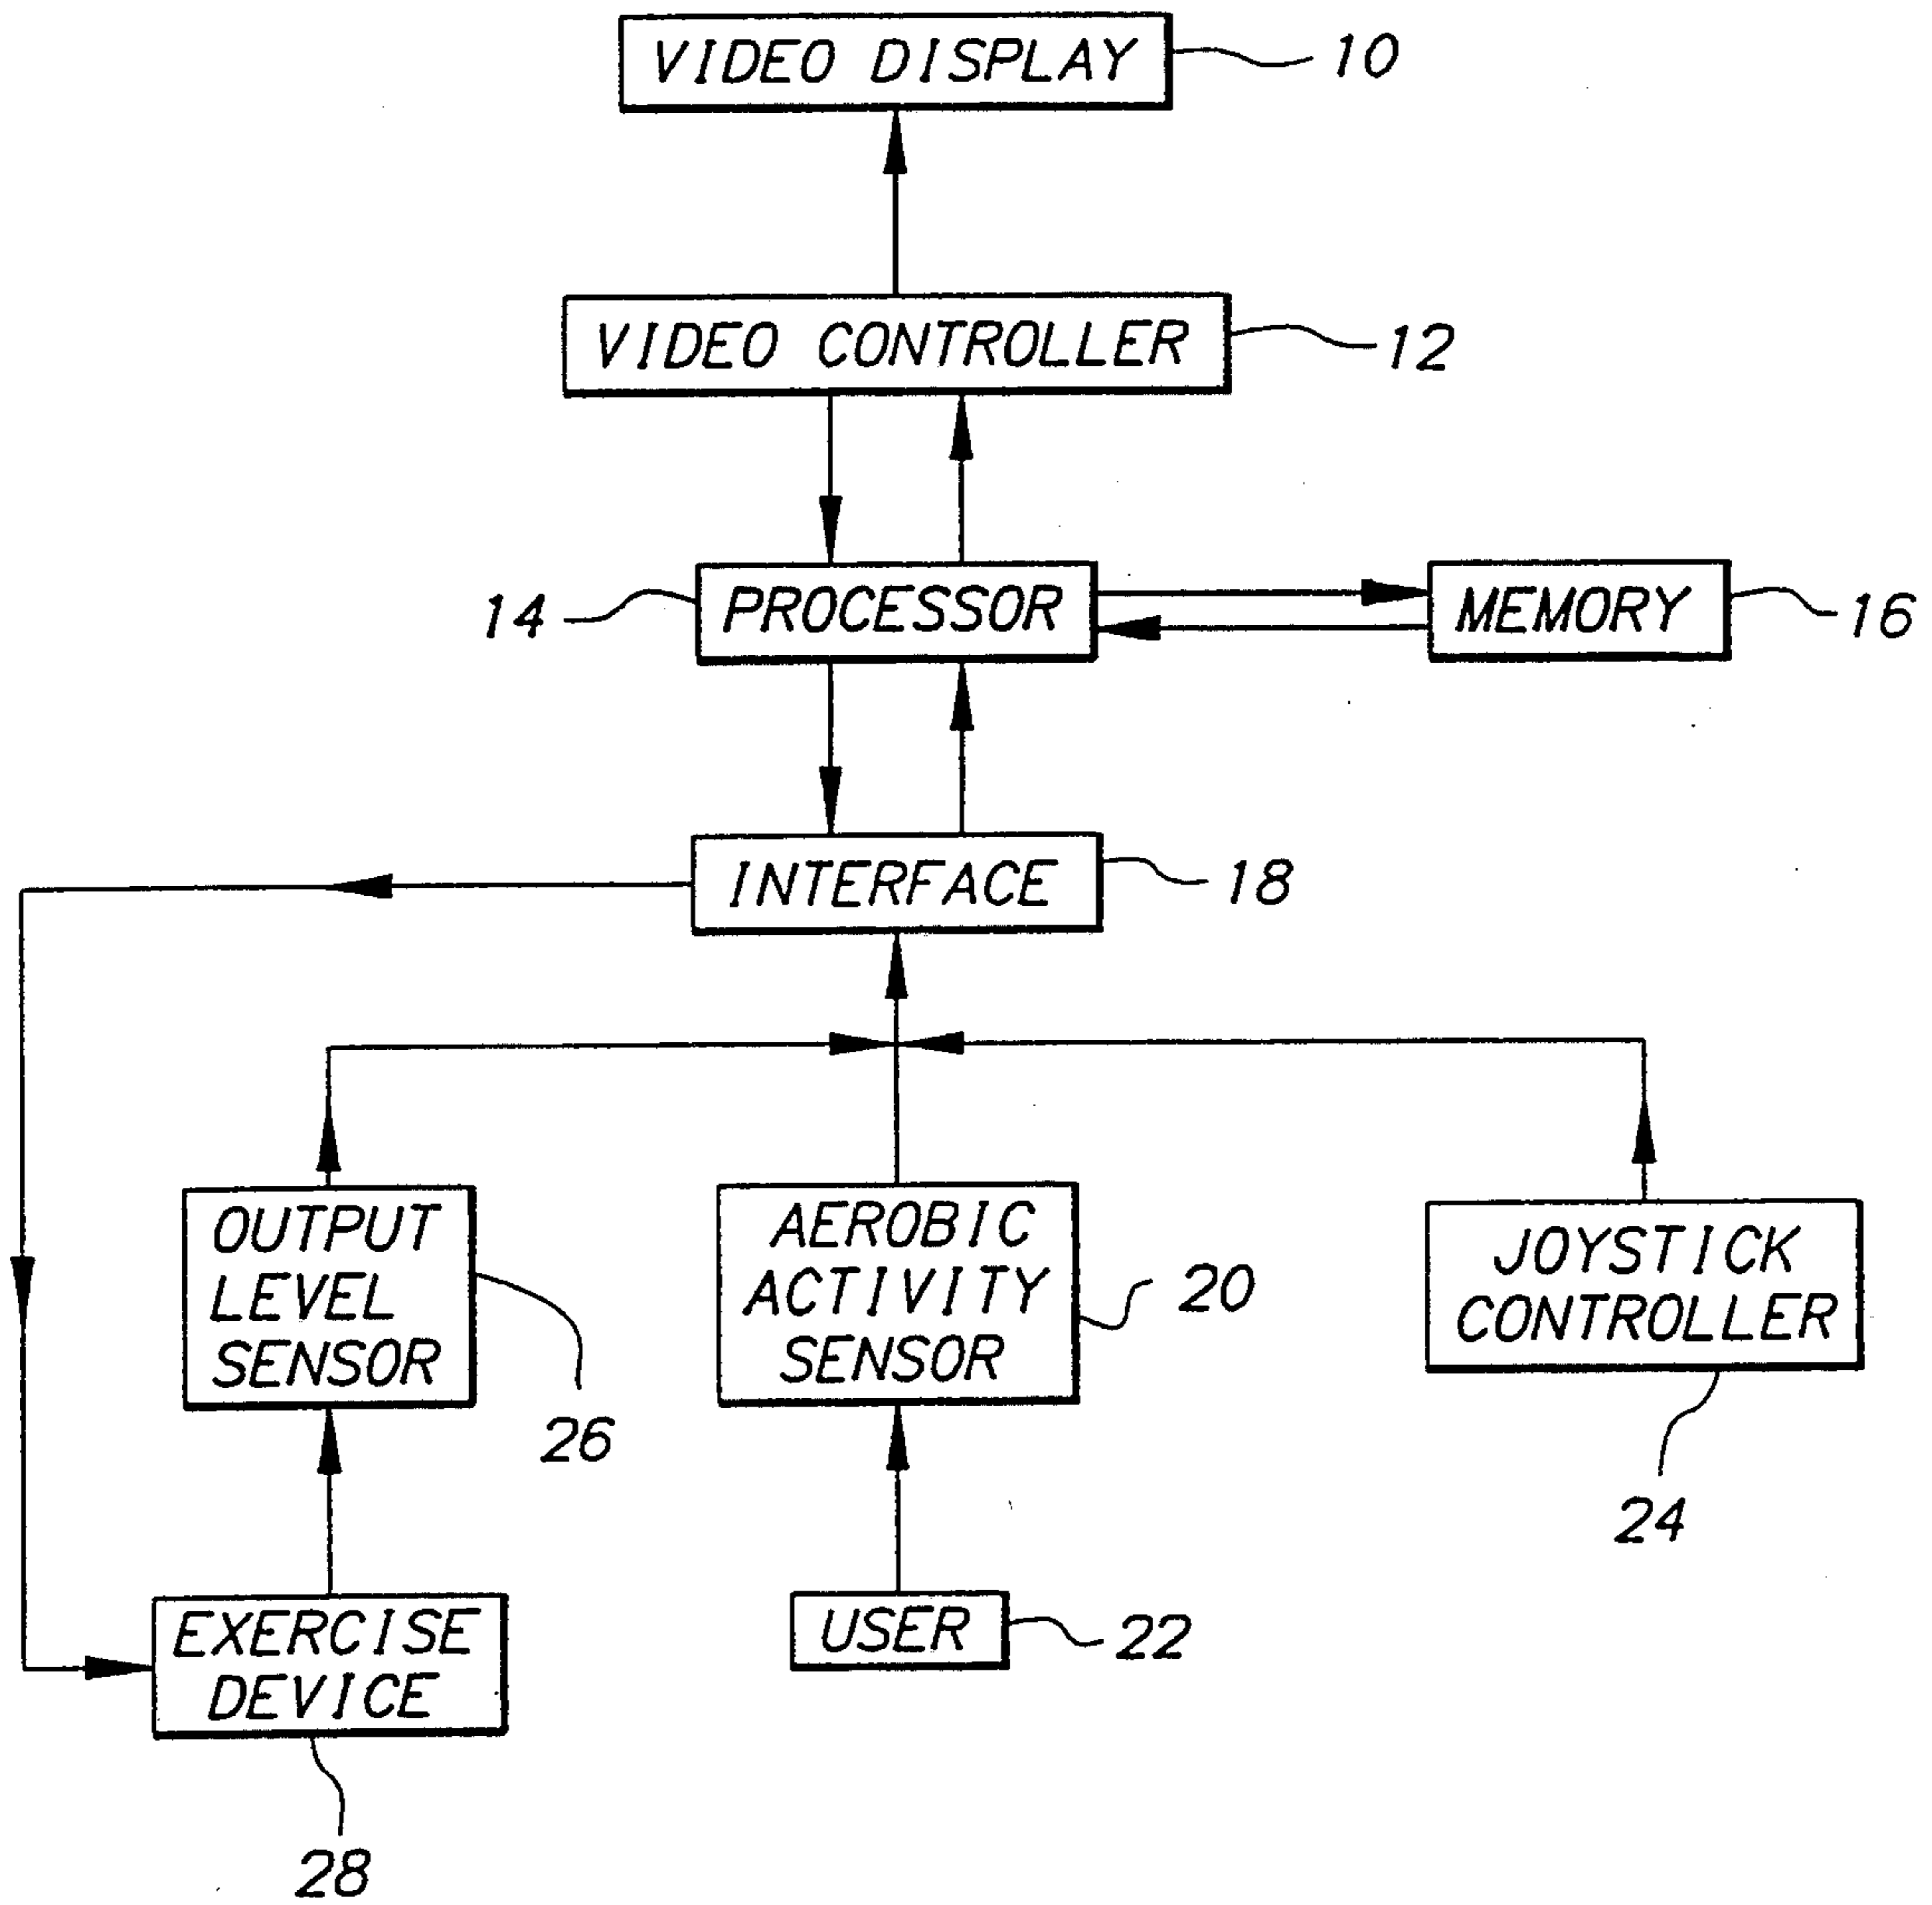 VIDEO DISPLAY
10
VIDEO CONTROLLER
12
14
PROCESSOR
MEMORY
16
INTERFACE
18
OUTPUT
LEVEL
SENSOR
26
AEROBIC
ACTIVITY
SENSOR
20
JOYSTICK
CONTROLLER
24
EXERCISE
DEVICE
28
USER
22